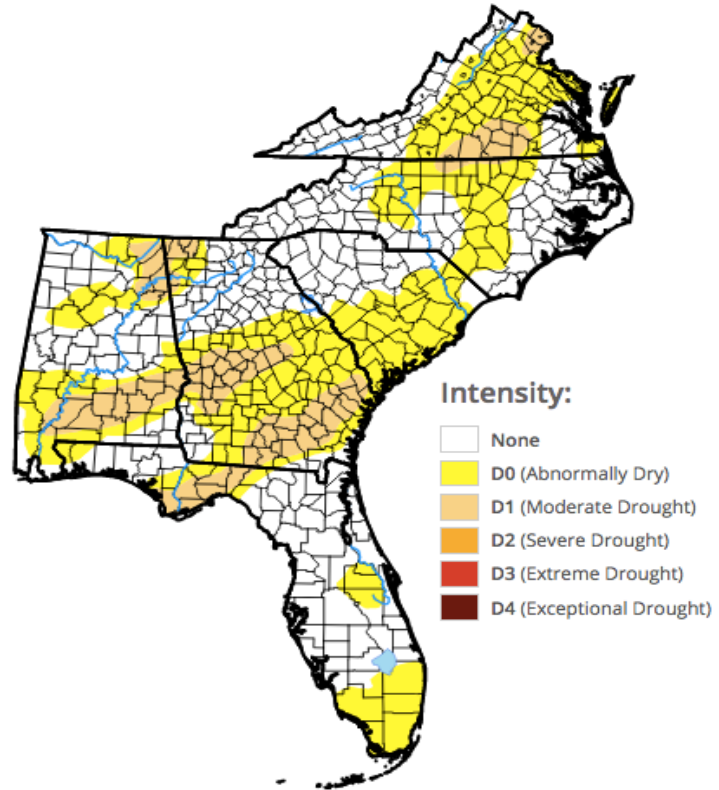 Intensity:
None
D0 (Abnormally Dry)
D1 (Moderate Drought)
D2 (Severe Drought)
D3 (Extreme Drought)
D4 (Exceptional Drought)